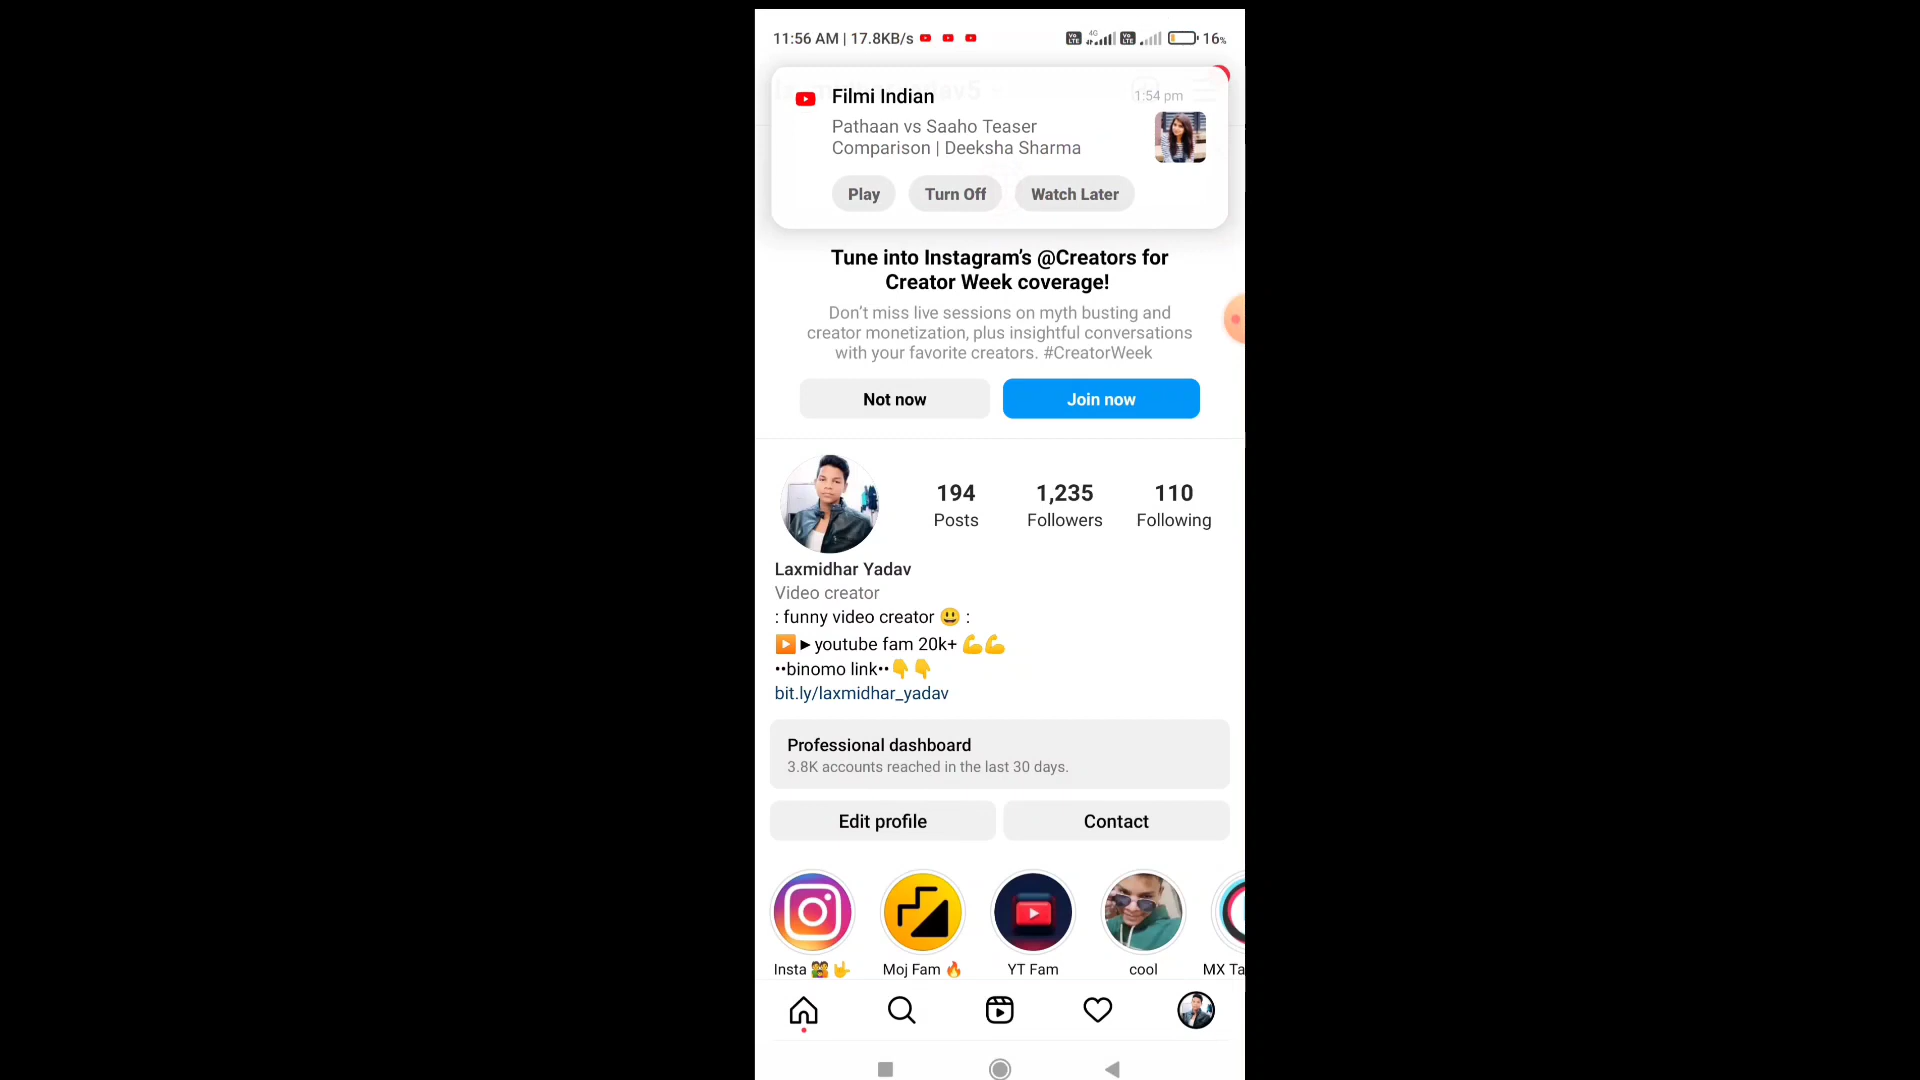 11:56 AM | 17.8KB/s
4G
16%
Filmi Indian
1:54 pm
Pathaan vs Saaho Teaser
Comparison | Deeksha Sharma
Play
Turn Off
Watch Later
Tune into Instagram’s @Creators for
Creator Week coverage!
Don’t miss live sessions on myth busting and
creator monetization, plus insightful conversations
with your favorite creators. #CreatorWeek
Not now
Join now
194
1,235
110
Posts
Followers
Following
Laxmidhar Yadav
Video creator
: funny video creator 😃 :
▶️►youtube fam 20k+ 💪💪
••binomo link••👇👇
bit.ly/laxmidhar_yadav
Professional dashboard
3.8K accounts reached in the last 30 days.
Edit profile
Contact
Insta 👫🤟
Moj Fam 🔥
YT Fam
cool
MX Ta